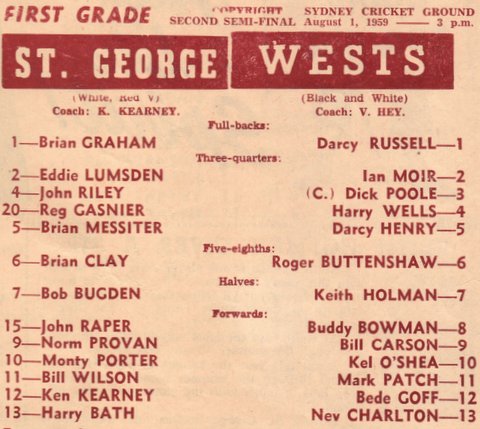 FIRST GRADE COPYRIGHT SYDNEY CRICKET GROUND
SECOND SEMI-FINAL August 1, 1959 —— 3 p.m.
ST. GEORGE WESTS
(White, Red V) (Black and White)
Coach: K. KEARNEY. Coach: V. HEY.
Full-backs:
1—Brian GRAHAM Darcy RUSSELL—1
Three-quarters:
2—Eddie LUMSDEN Ian MOIR—2
4—John RILEY (C.) Dick POOLE—3
20—Reg GASNIER Harry WELLS—4
5—Brian MESSITER Darcy HENRY—5
Five-eighths:
6—Brian CLAY Roger BUTTENSHAW—6
Halves:
7—Bob BUGDEN Keith HOLMAN—7
Forwards:
15—John RAPER Buddy BOWMAN—8
9—Norm PROVAN Bill CARSON—9
10—Monty PORTER Kel O'SHEA—10
11—Bill WILSON Mark PATCH—11
12—Ken KEARNEY Bede GOFF—12
13—Harry BATH Nev CHARLTON—13